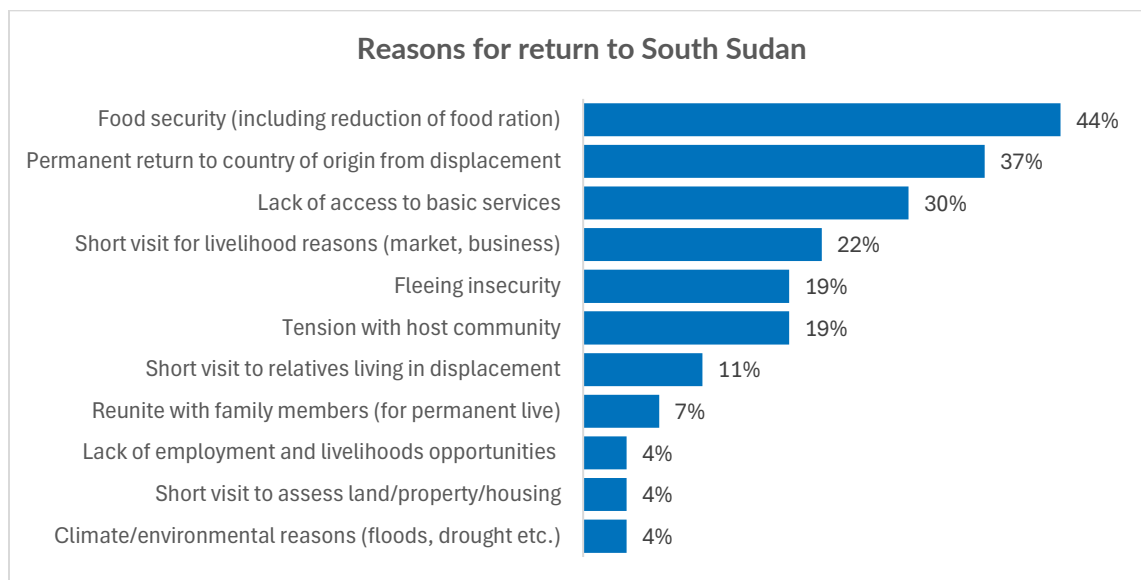 Reasons for return to South Sudan
Food security (including reduction of food ration) 44%
Permanent return to country of origin from displacement 37%
Lack of access to basic services 30%
Short visit for livelihood reasons (market, business) 22%
Fleeing insecurity 19%
Tension with host community 19%
Short visit to relatives living in displacement 11%
Reunite with family members (for permanent live) 7%
Lack of employment and livelihoods opportunities 4%
Short visit to assess land/property/housing 4%
Climate/environmental reasons (floods, drought etc.) 4%